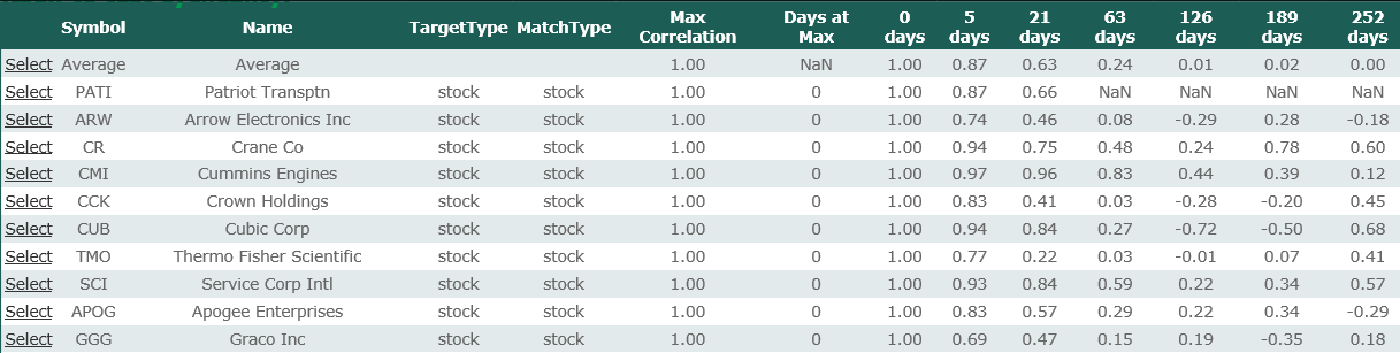 Symbol Name TargetType MatchType Max Correlation Days at Max 0 days 5 days 21 days 63 days 126 days 189 days 252 days
Select Average Average 1.00 NaN 1.00 0.87 0.63 0.24 0.01 0.02 0.00
Select PATI Patriot Transptn stock stock 1.00 0 1.00 0.87 0.66 NaN NaN NaN NaN
Select ARW Arrow Electronics Inc stock stock 1.00 0 1.00 0.74 0.46 0.08 -0.29 0.28 -0.18
Select CR Crane Co stock stock 1.00 0 1.00 0.94 0.75 0.48 0.24 0.78 0.60
Select CMI Cummins Engines stock stock 1.00 0 1.00 0.97 0.96 0.83 0.44 0.39 0.12
Select CCK Crown Holdings stock stock 1.00 0 1.00 0.83 0.41 0.03 -0.28 -0.20 0.45
Select CUB Cubic Corp stock stock 1.00 0 1.00 0.94 0.84 0.27 -0.72 -0.50 0.68
Select TMO Thermo Fisher Scientific stock stock 1.00 0 1.00 0.77 0.22 0.03 -0.01 0.07 0.41
Select SCI Service Corp Intl stock stock 1.00 0 1.00 0.93 0.84 0.59 0.22 0.34 0.57
Select APOG Apogee Enterprises stock stock 1.00 0 1.00 0.83 0.57 0.29 0.22 0.34 -0.29
Select GGG Graco Inc stock stock 1.00 0 1.00 0.69 0.47 0.15 0.19 -0.35 0.18